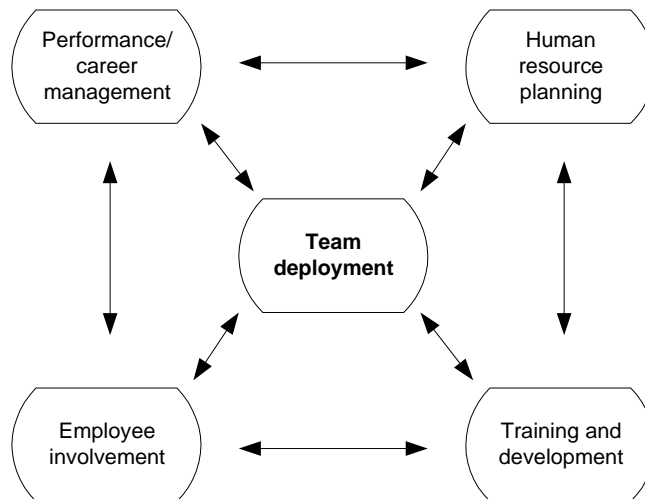 Performance/
career
management
Human
resource
planning
Team
deployment
Employee
involvement
Training and
development